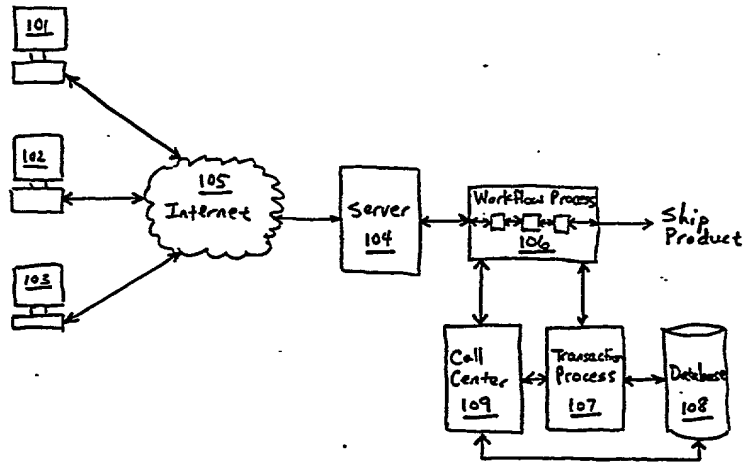 101
102
103
105
Internet
Server
104
Workflow Process
106
Ship
Product
Call
Center
109
Transaction
Process
107
Database
108